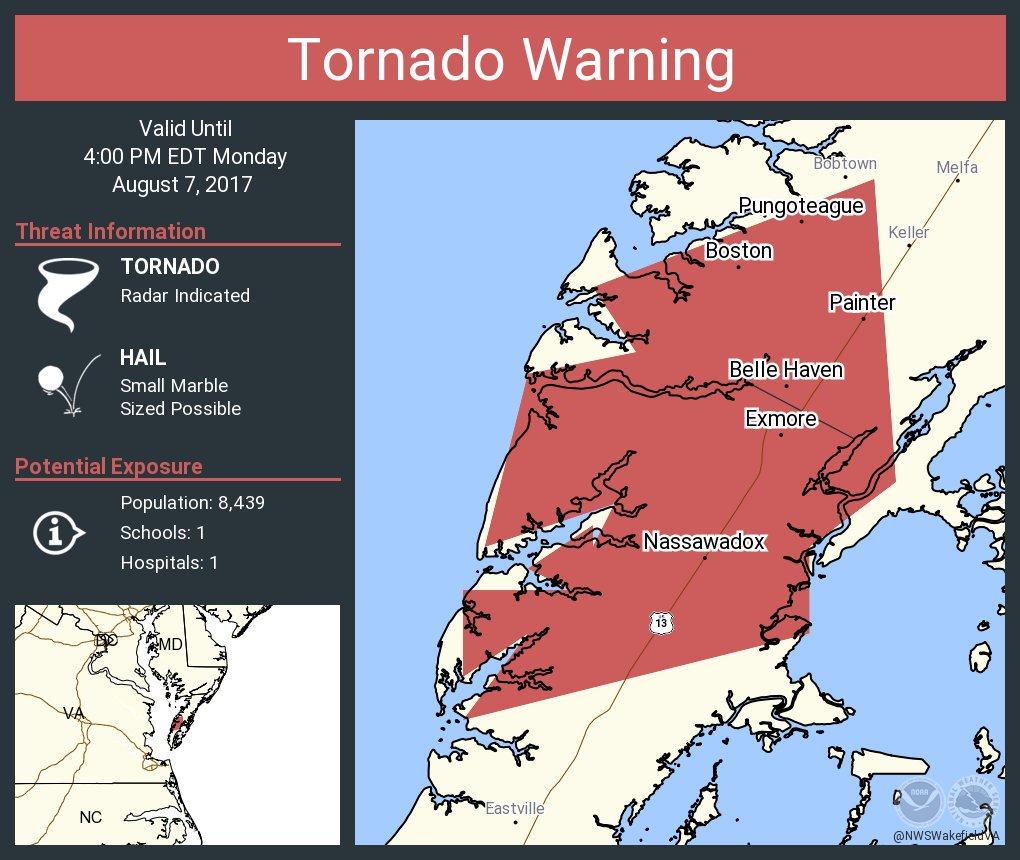 Tornado Warning
Valid Until
4:00 PM EDT Monday
August 7, 2017
Threat Information
TORNADO
Radar Indicated
HAIL
Small Marble
Sized Possible
Potential Exposure
Population: 8,439
Schools: 1
Hospitals: 1
DC
MD
VA
NC
Bobtown
Melfa
Pungoteague
Keller
Boston
Painter
Belle Haven
Exmore
Nassawadox
13
Eastville
NOAA
@NWSWakefieldVA